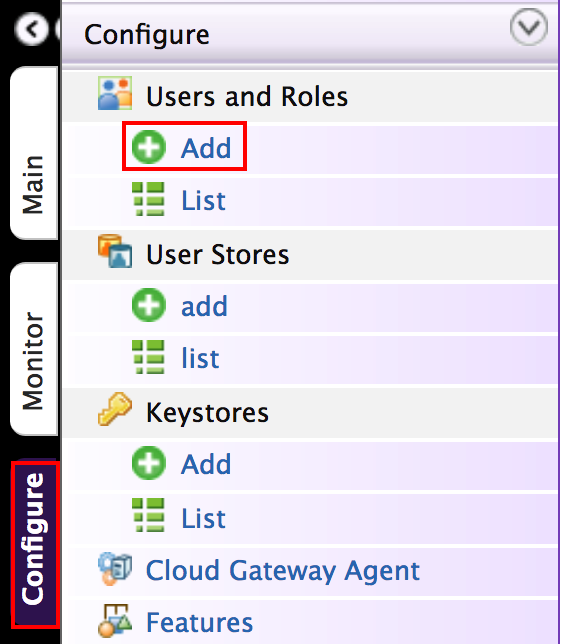 Configure
Users and Roles
Add
List
User Stores
add
list
Keystores
Add
List
Cloud Gateway Agent
Features
Main
Monitor
Configure